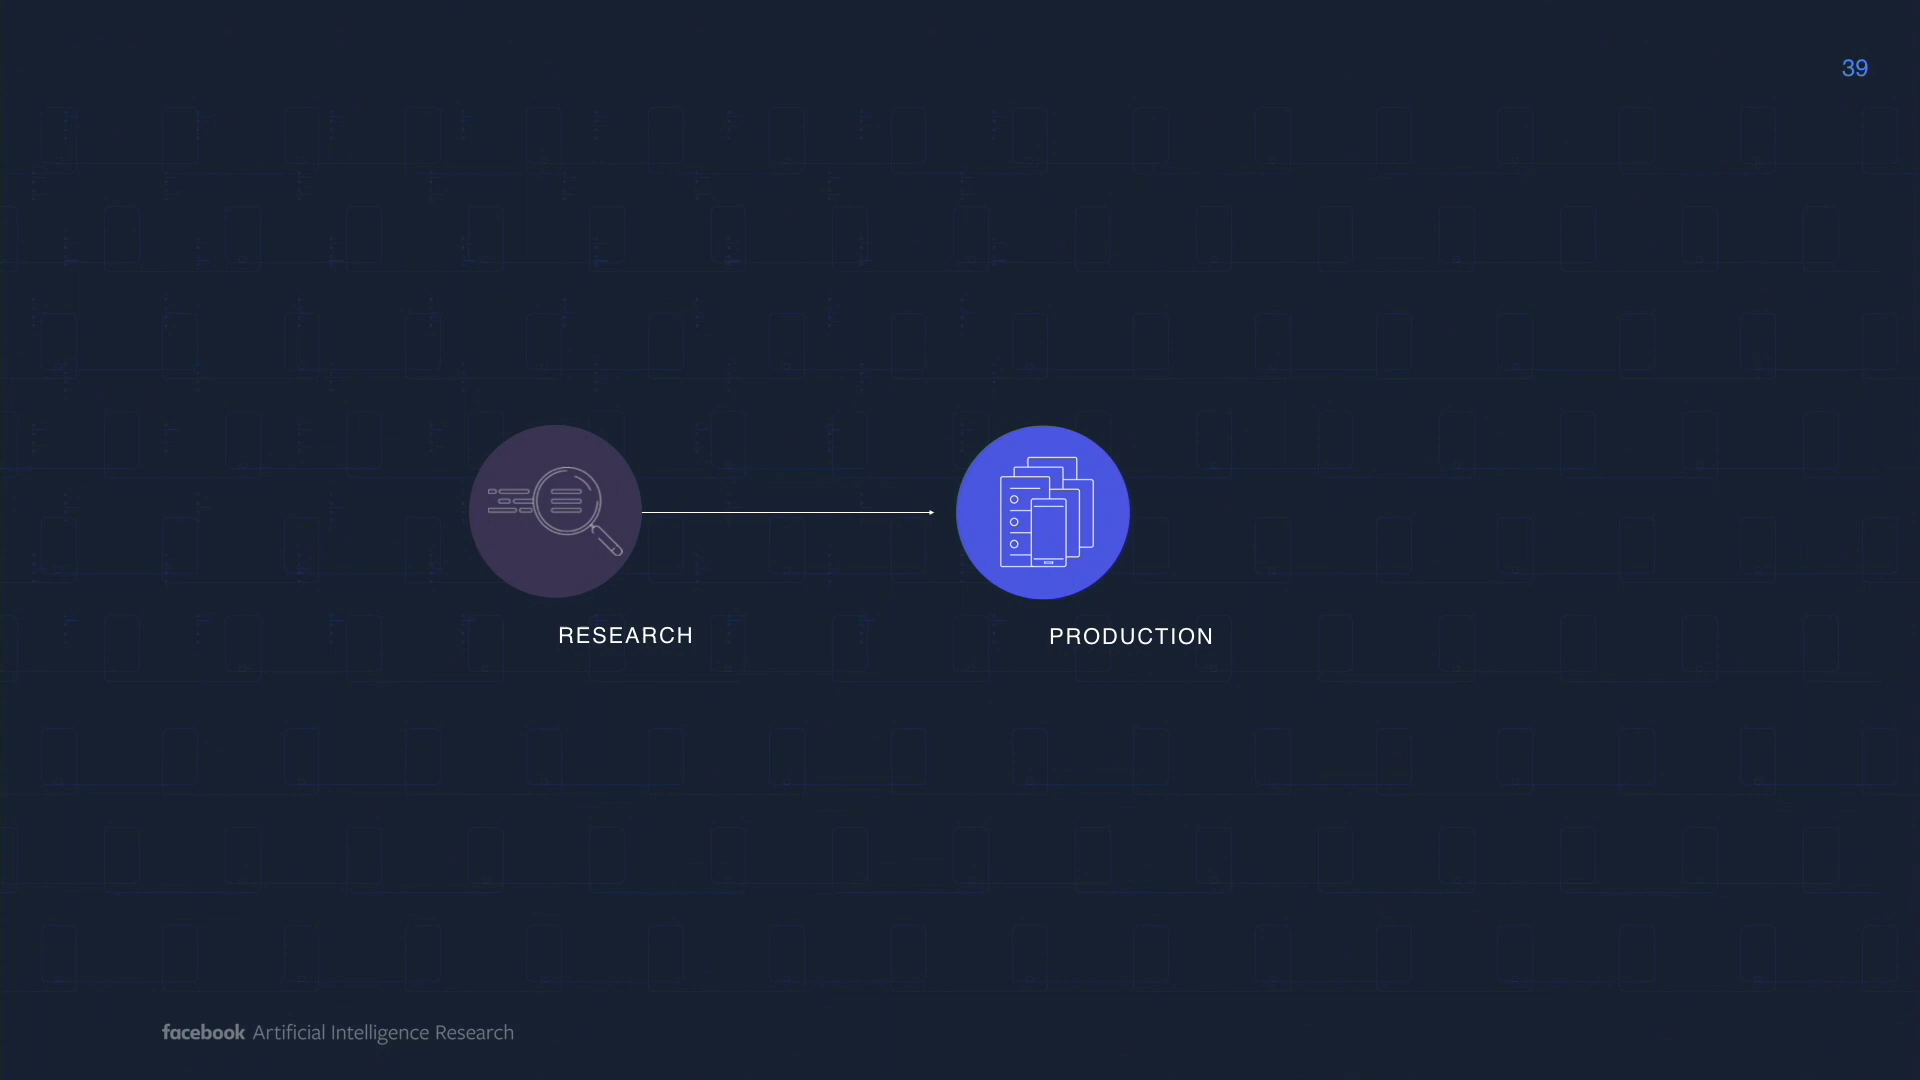 39
RESEARCH
PRODUCTION
facebook Artificial Intelligence Research